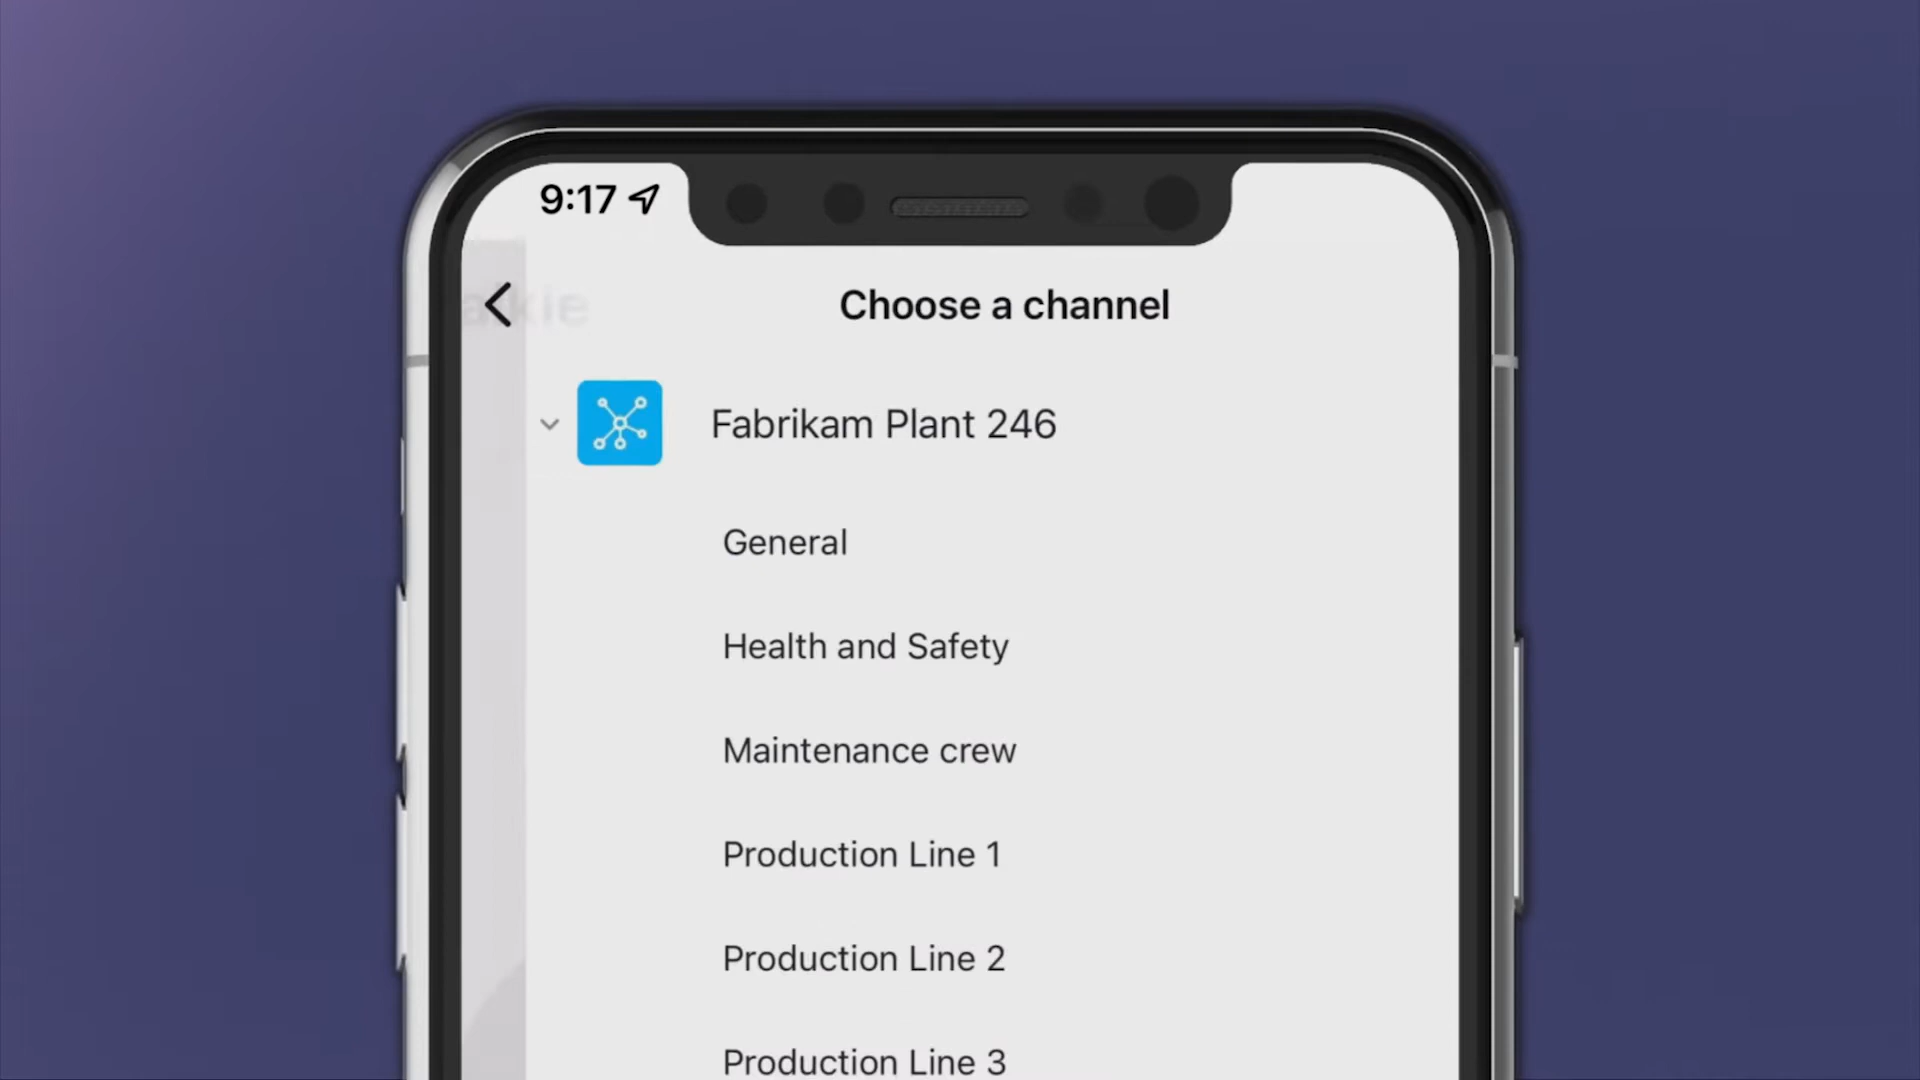 9:17
Choose a channel
Fabrikam Plant 246
General
Health and Safety
Maintenance crew
Production Line 1
Production Line 2
Production Line 3